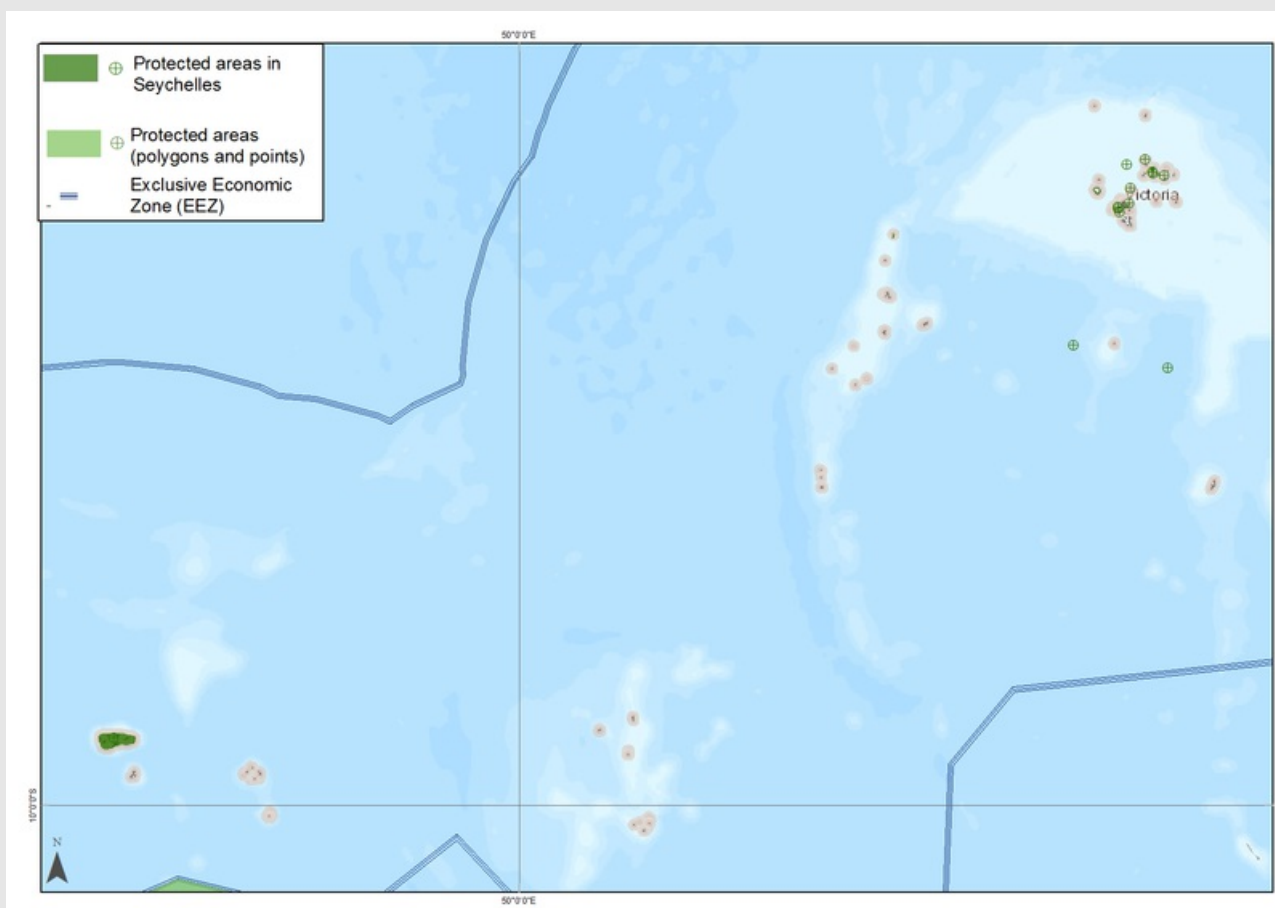 50°0'0"E
Protected areas in
Seychelles
Protected areas
(polygons and points)
Exclusive Economic
Zone (EEZ)
10°0'0"S
N
50°0'0"E